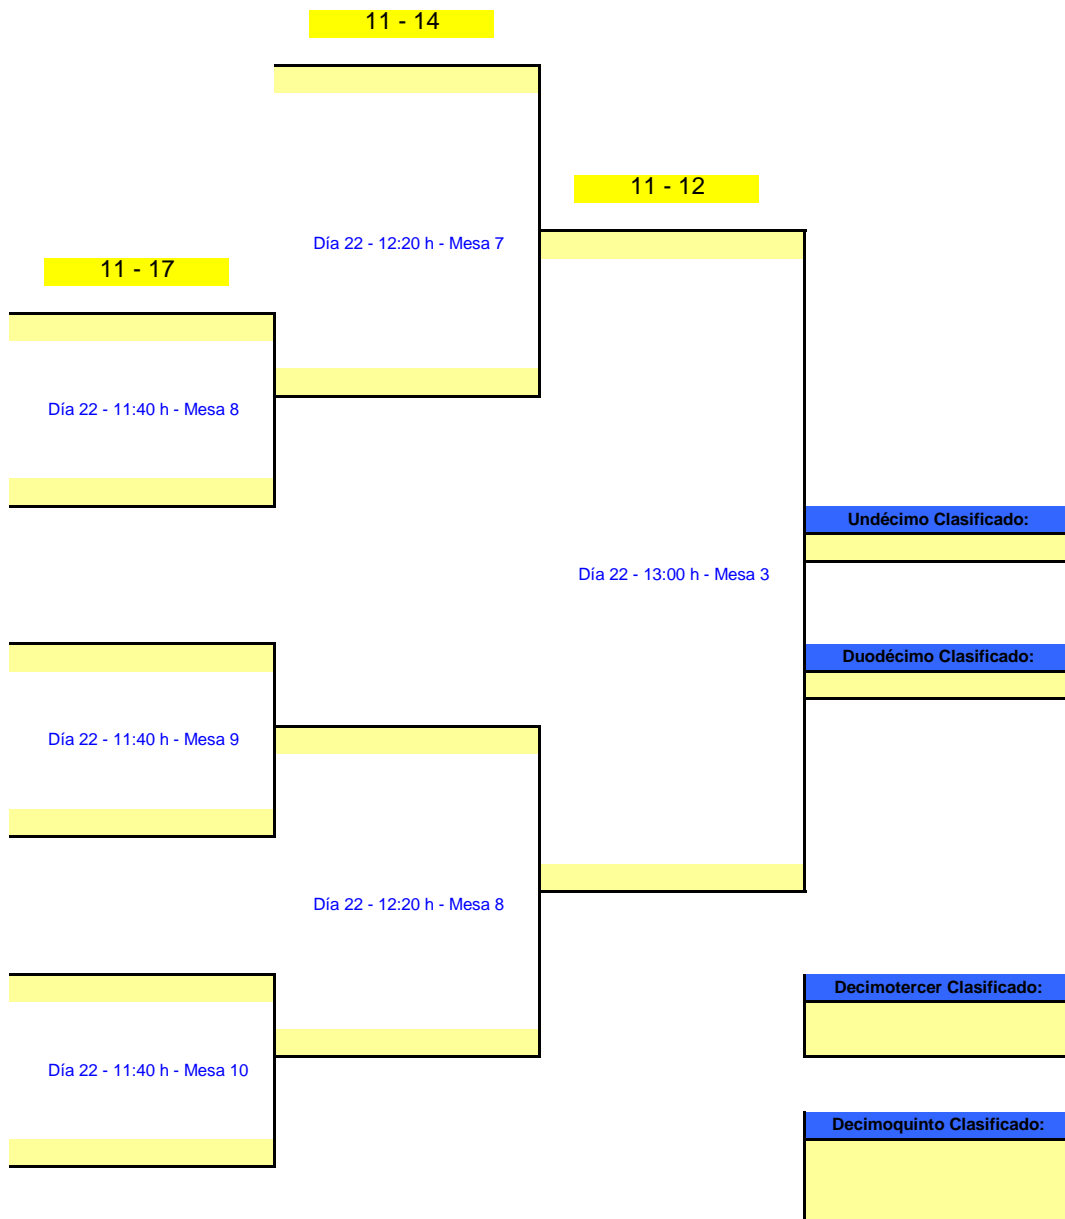 11 - 14
11 - 12
Día 22 - 12:20 h - Mesa 7
11 - 17
Día 22 - 11:40 h - Mesa 8
Undécimo Clasificado:
Día 22 - 13:00 h - Mesa 3
Duodécimo Clasificado:
Día 22 - 11:40 h - Mesa 9
Día 22 - 12:20 h - Mesa 8
Decimotercer Clasificado:
Día 22 - 11:40 h - Mesa 10
Decimoquinto Clasificado: